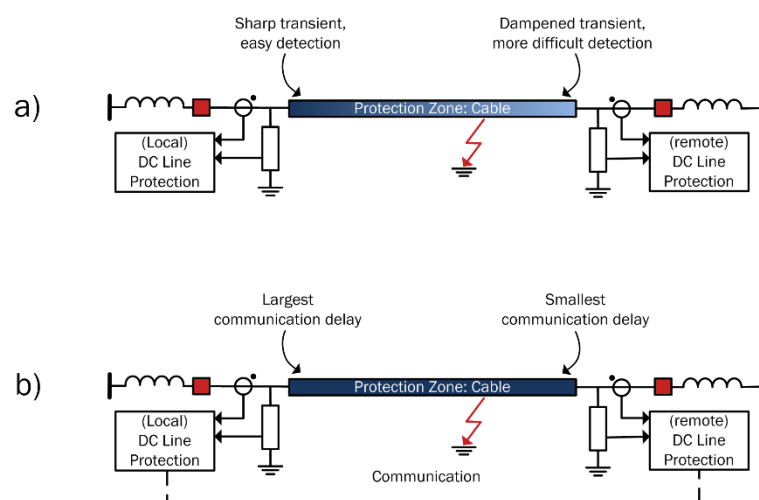 Sharp transient,
easy detection
Dampened transient,
more difficult detection
a)
Protection Zone: Cable
(Local)
DC Line
Protection
(remote)
DC Line
Protection
Largest
communication delay
Smallest
communication delay
b)
Protection Zone: Cable
(Local)
DC Line
Protection
(remote)
DC Line
Protection
Communication